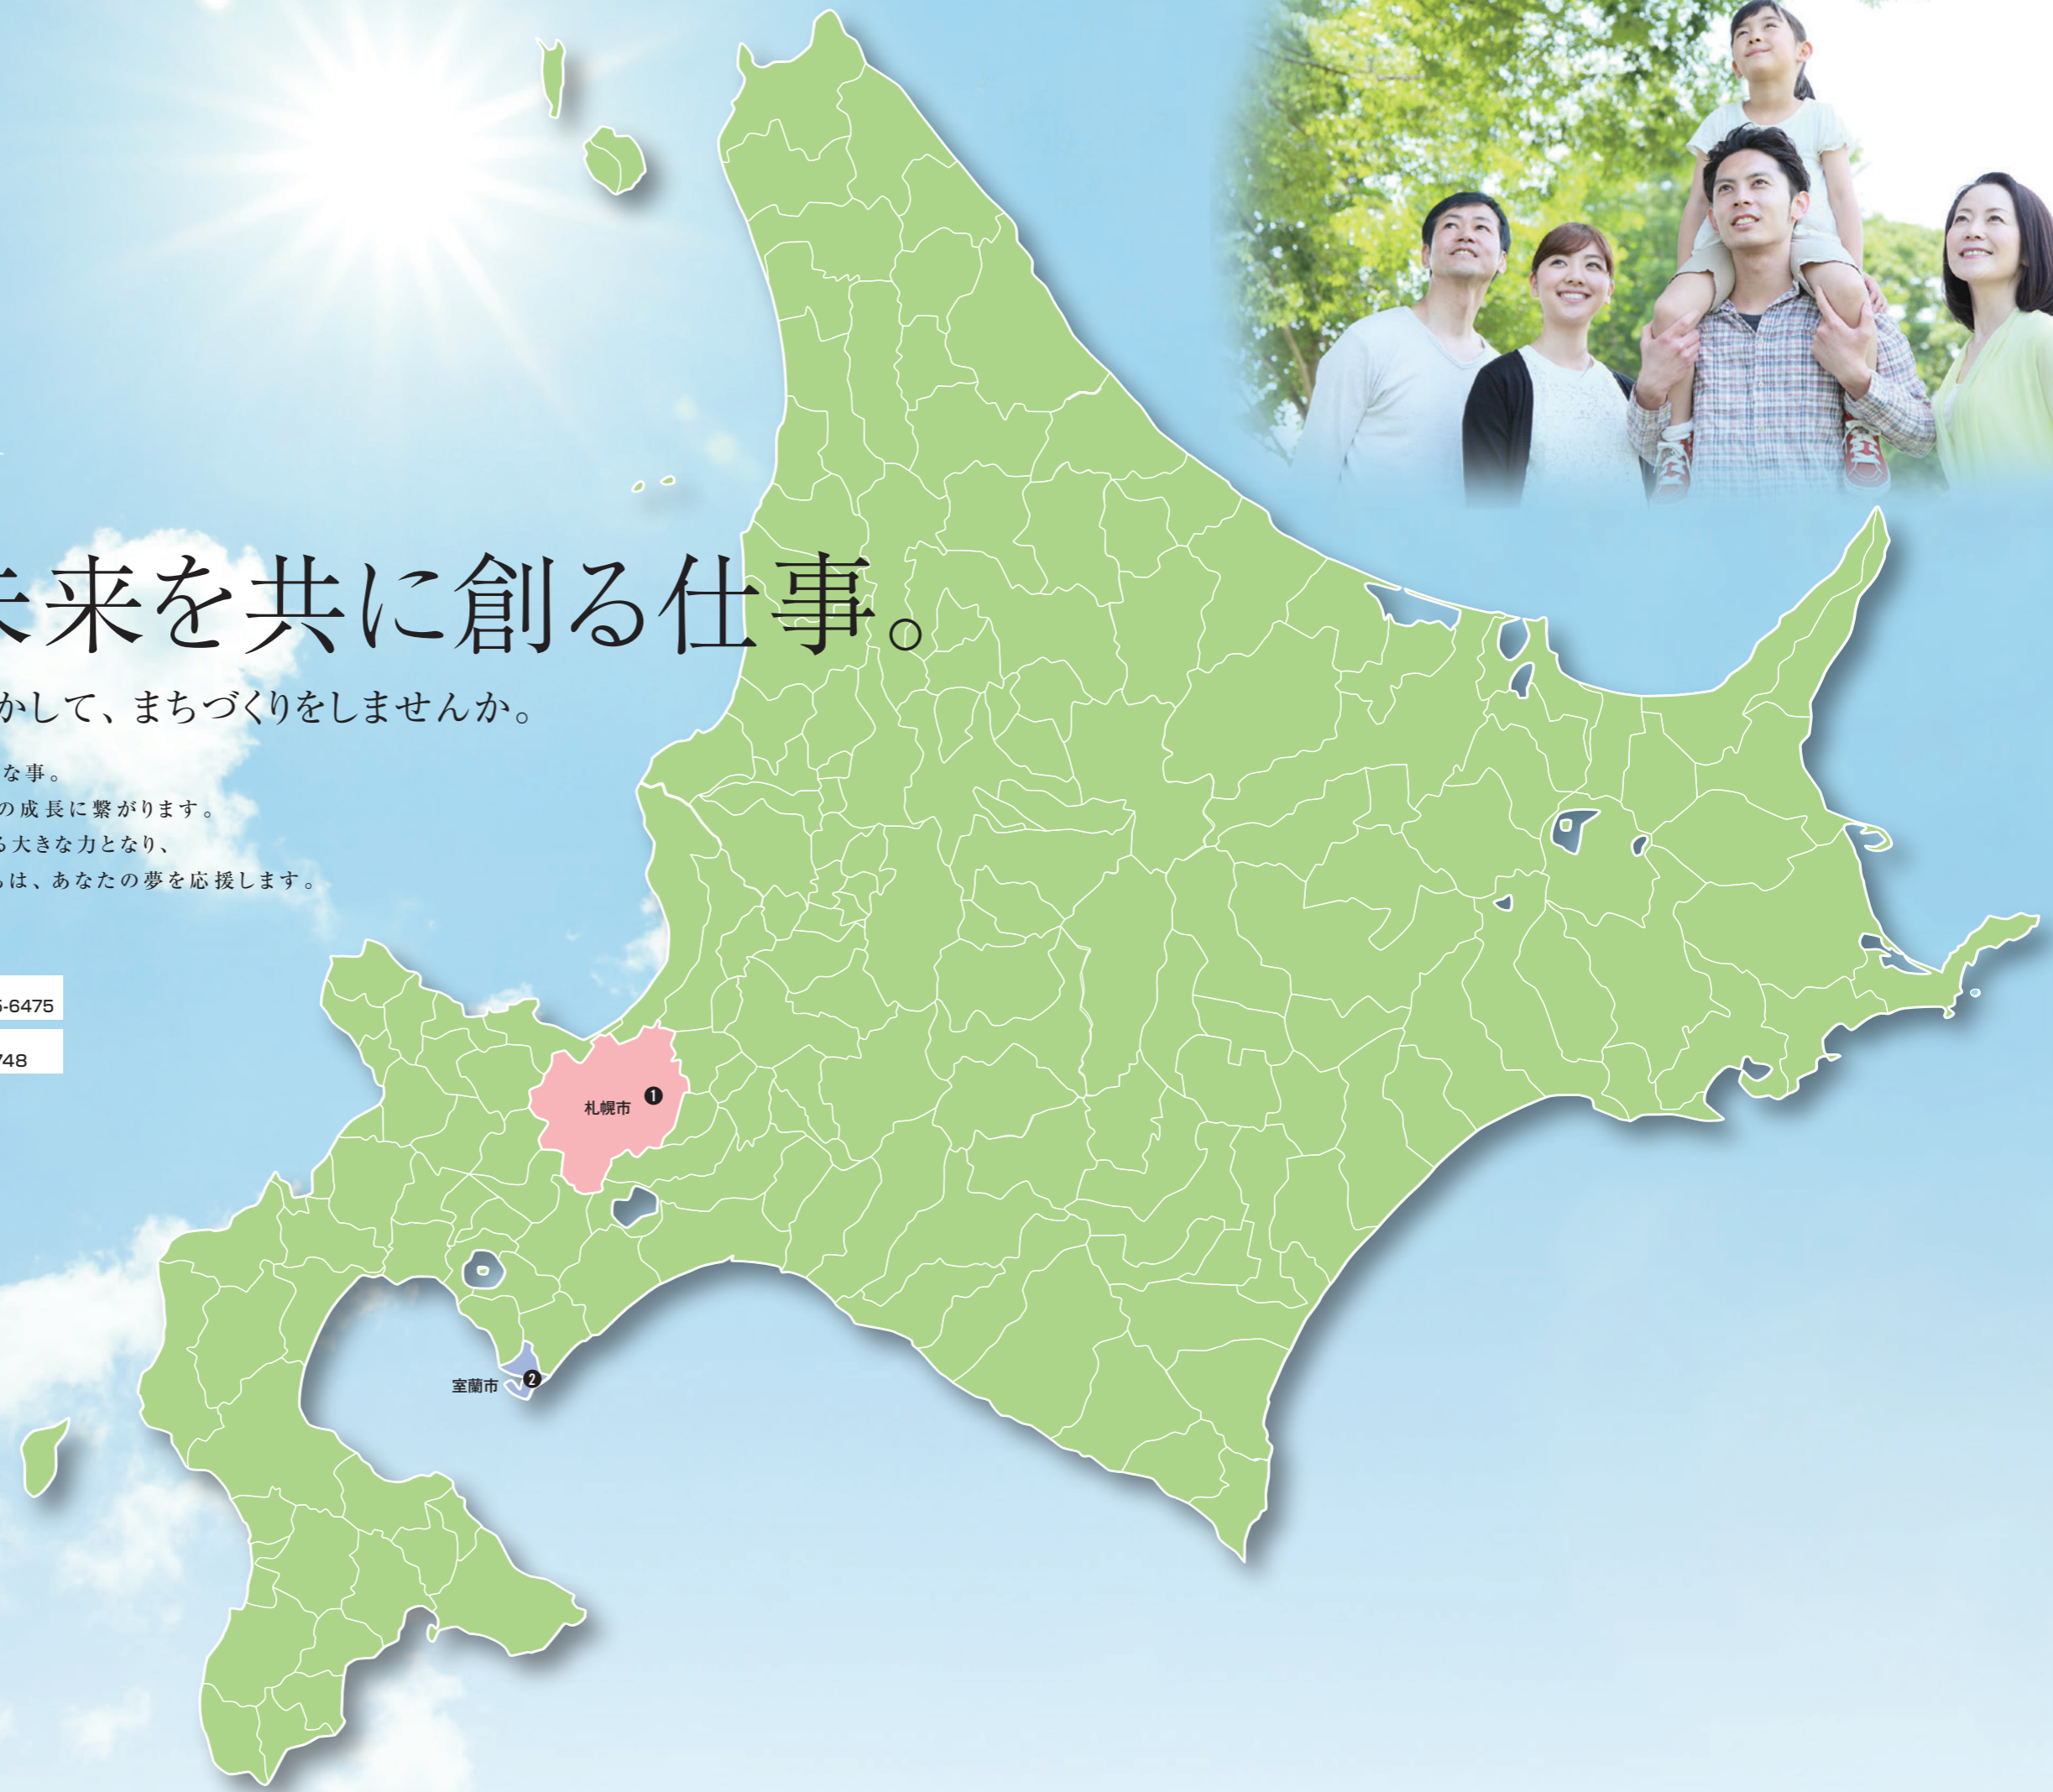 未来を共に創る仕事。
かして、まちづくりをしませんか。
な事。
の成長に繋がります。
る大きな力となり、
は、あなたの夢を応援します。
-6475
748
札幌市 ❶
室蘭市 ❷